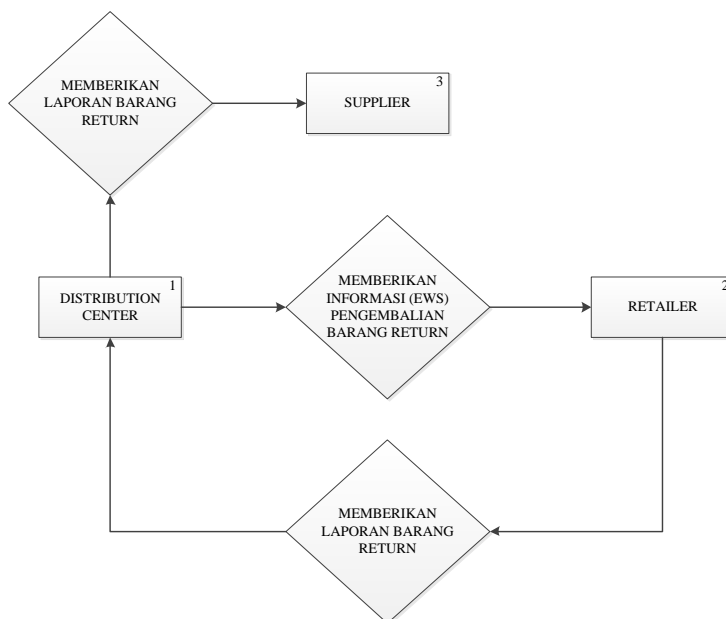 MEMBERIKAN
LAPORAN BARANG
RETURN
3
SUPPLIER
1
DISTRIBUTION
CENTER
MEMBERIKAN
INFORMASI (EWS)
PENGEMBALIAN
BARANG RETURN
2
RETAILER
MEMBERIKAN
LAPORAN BARANG
RETURN